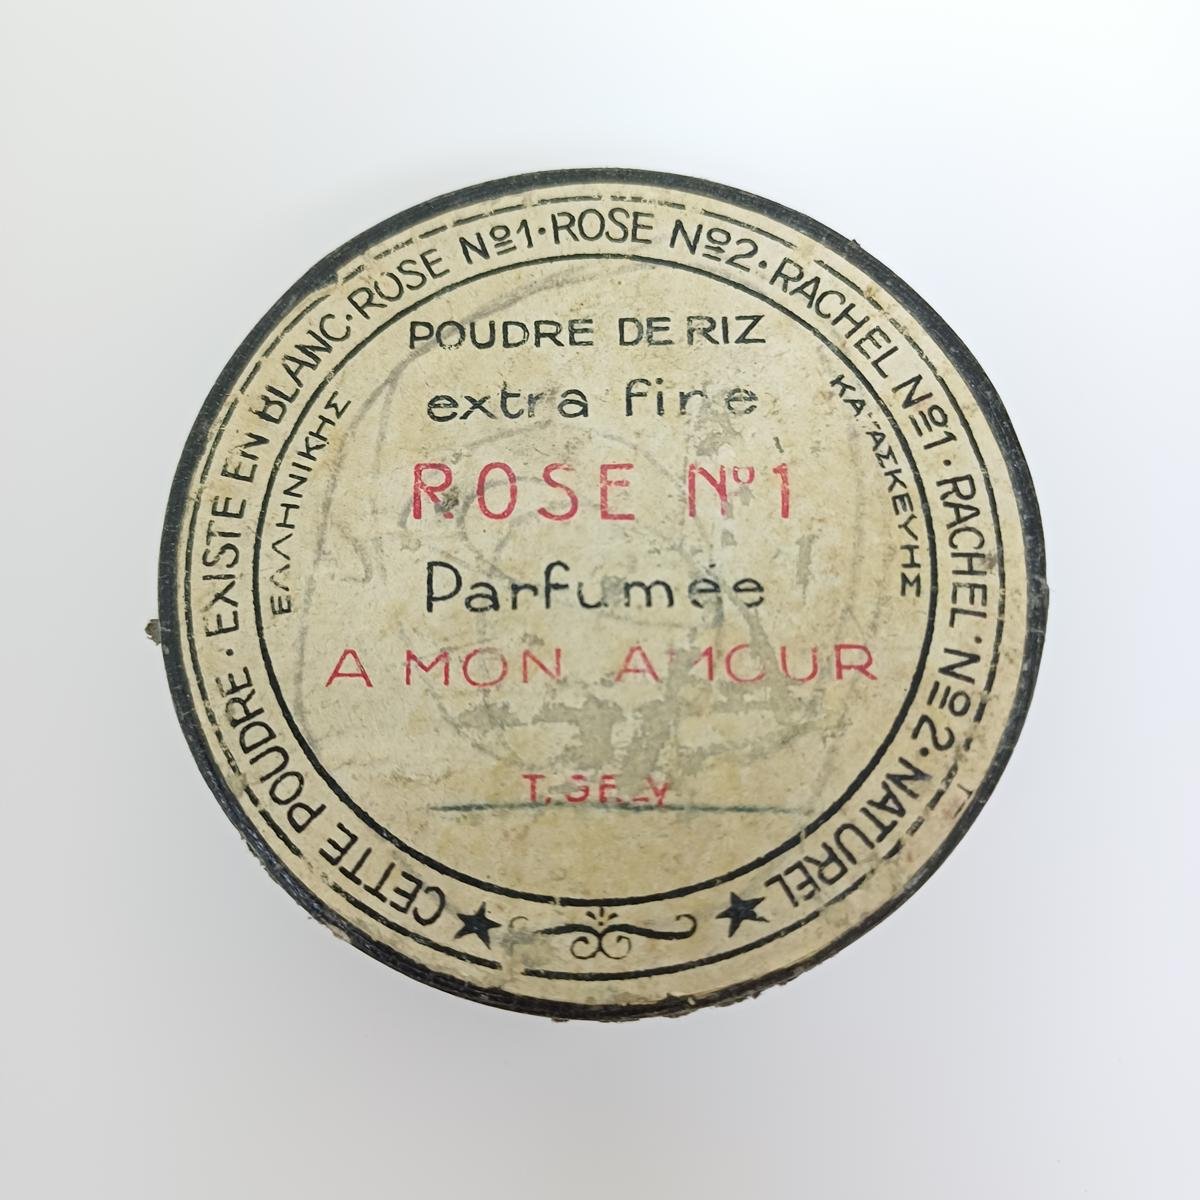 CETTE POUDRE · EXISTE EN BLANC · ROSE Nº1 · ROSE Nº2 · RACHEL Nº1 · RACHEL Nº2 · NATUREL
ΕΛΛΗΝΙΚΗΣ ΚΑΤΑΣΚΕΥΗΣ
POUDRE DE RIZ
extra fine
ROSE Nº1
Parfumée
A MON AMOUR
T.